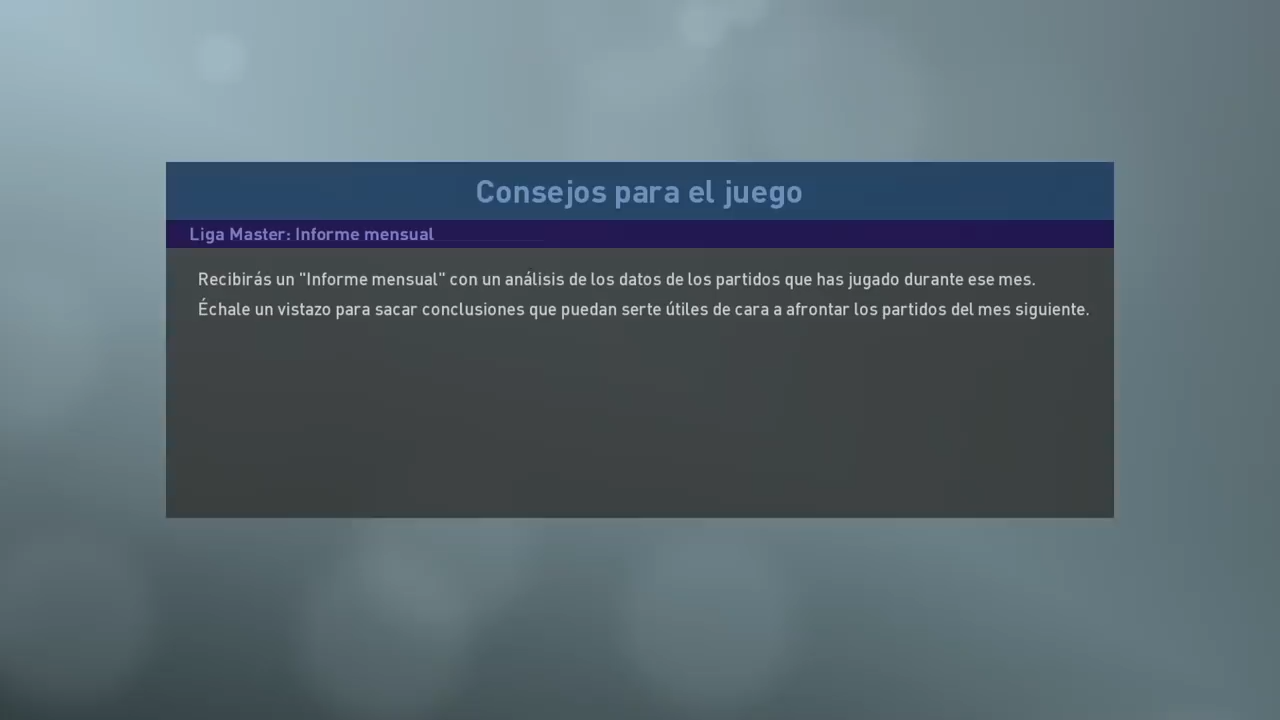 Consejos para el juego
Liga Master: Informe mensual
Recibirás un "Informe mensual" con un análisis de los datos de los partidos que has jugado durante ese mes.
Échale un vistazo para sacar conclusiones que puedan serte útiles de cara a afrontar los partidos del mes siguiente.